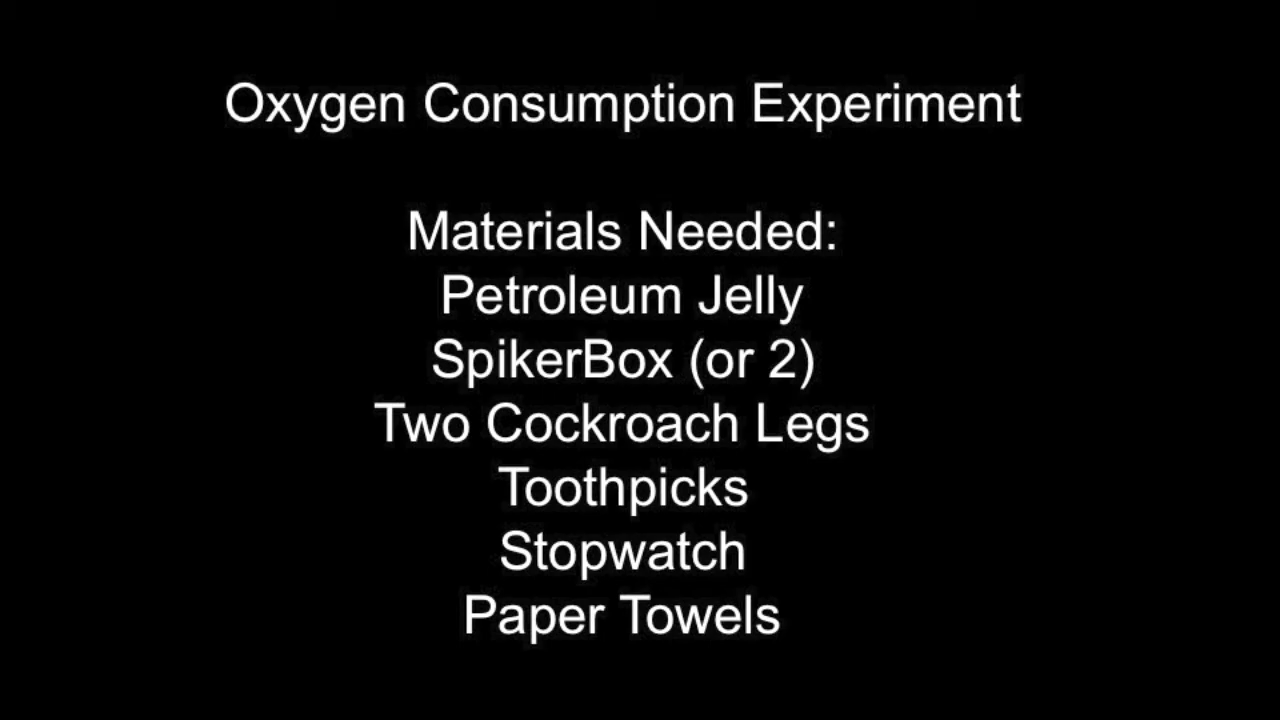 Oxygen Consumption Experiment
Materials Needed:
Petroleum Jelly
SpikerBox (or 2)
Two Cockroach Legs
Toothpicks
Stopwatch
Paper Towels